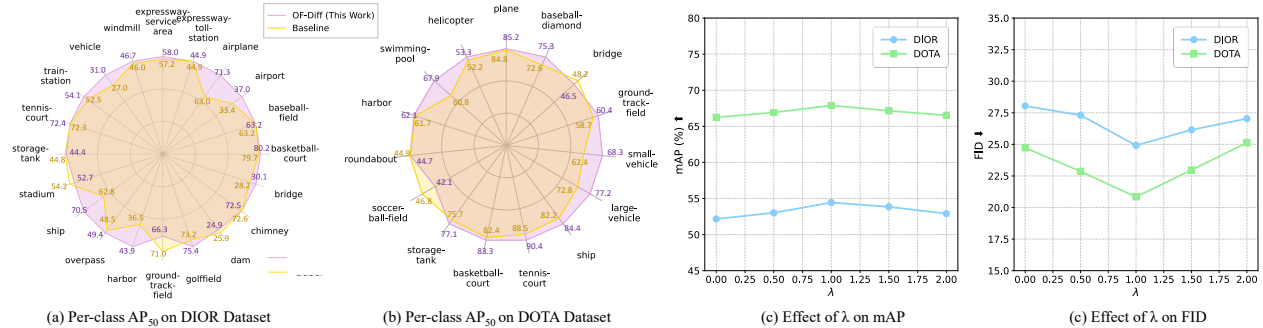 OF-Diff (This Work)
Baseline
expressway-
service-
area
expressway-
toll-
station
airplane
airport
baseball-
field
basketball-
court
bridge
chimney
dam
golffield
ground-
track-
field
harbor
overpass
ship
stadium
storage-
tank
tennis-
court
train-
station
vehicle
windmill
58.0
57.2
44.9
44.9
71.3
63.0
37.0
33.4
63.2
63.2
80.2
79.7
30.1
28.2
72.5
72.6
24.9
25.9
75.4
73.2
66.3
71.0
43.9
36.5
49.4
48.5
70.5
62.8
52.7
54.2
44.4
44.8
72.4
72.3
54.1
52.5
31.0
27.0
46.7
46.0
(a) Per-class AP50 on DIOR Dataset
plane
baseball-
diamond
bridge
ground-
track-
field
small-
vehicle
large-
vehicle
ship
tennis-
court
basketball-
court
storage-
tank
soccer-
ball-field
roundabout
harbor
swimming-
pool
helicopter
85.2
84.8
75.3
72.6
48.2
46.5
60.4
58.7
68.3
62.4
77.2
72.8
84.4
82.2
90.4
88.5
83.3
82.4
77.1
75.7
42.1
46.8
44.9
44.7
62.1
61.7
67.9
60.8
53.3
52.2
(b) Per-class AP50 on DOTA Dataset
mAP (%) ⬆
85
80
75
70
65
60
55
50
45
DIOR
DOTA
0.00 0.25 0.50 0.75 1.00 1.25 1.50 1.75 2.00
λ
(c) Effect of λ on mAP
FID ⬇
35.0
32.5
30.0
27.5
25.0
22.5
20.0
17.5
15.0
DIOR
DOTA
0.00 0.25 0.50 0.75 1.00 1.25 1.50 1.75 2.00
λ
(c) Effect of λ on FID